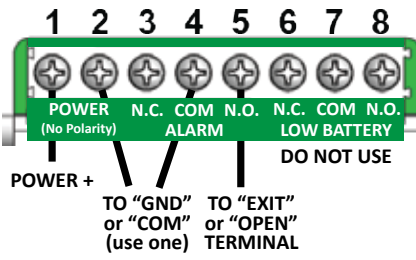 1 2 3 4 5 6 7 8
POWER N.C. COM N.O. N.C. COM N.O.
(No Polarity) ALARM LOW BATTERY
DO NOT USE
POWER +
TO “GND” TO “EXIT”
or “COM” or “OPEN”
(use one) TERMINAL